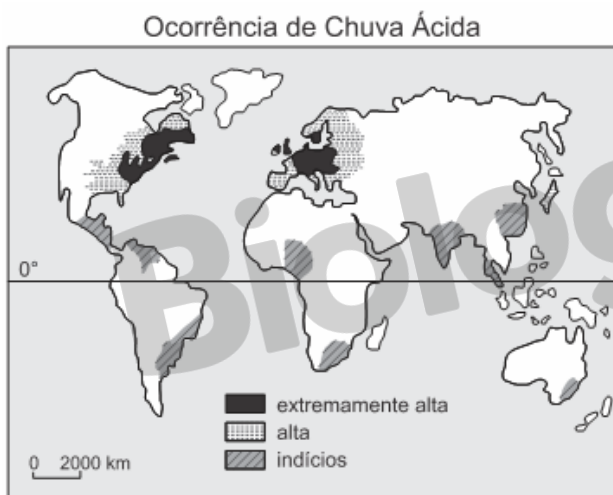 Ocorrência de Chuva Ácida
0°
extremamente alta
alta
indícios
0 2000 km